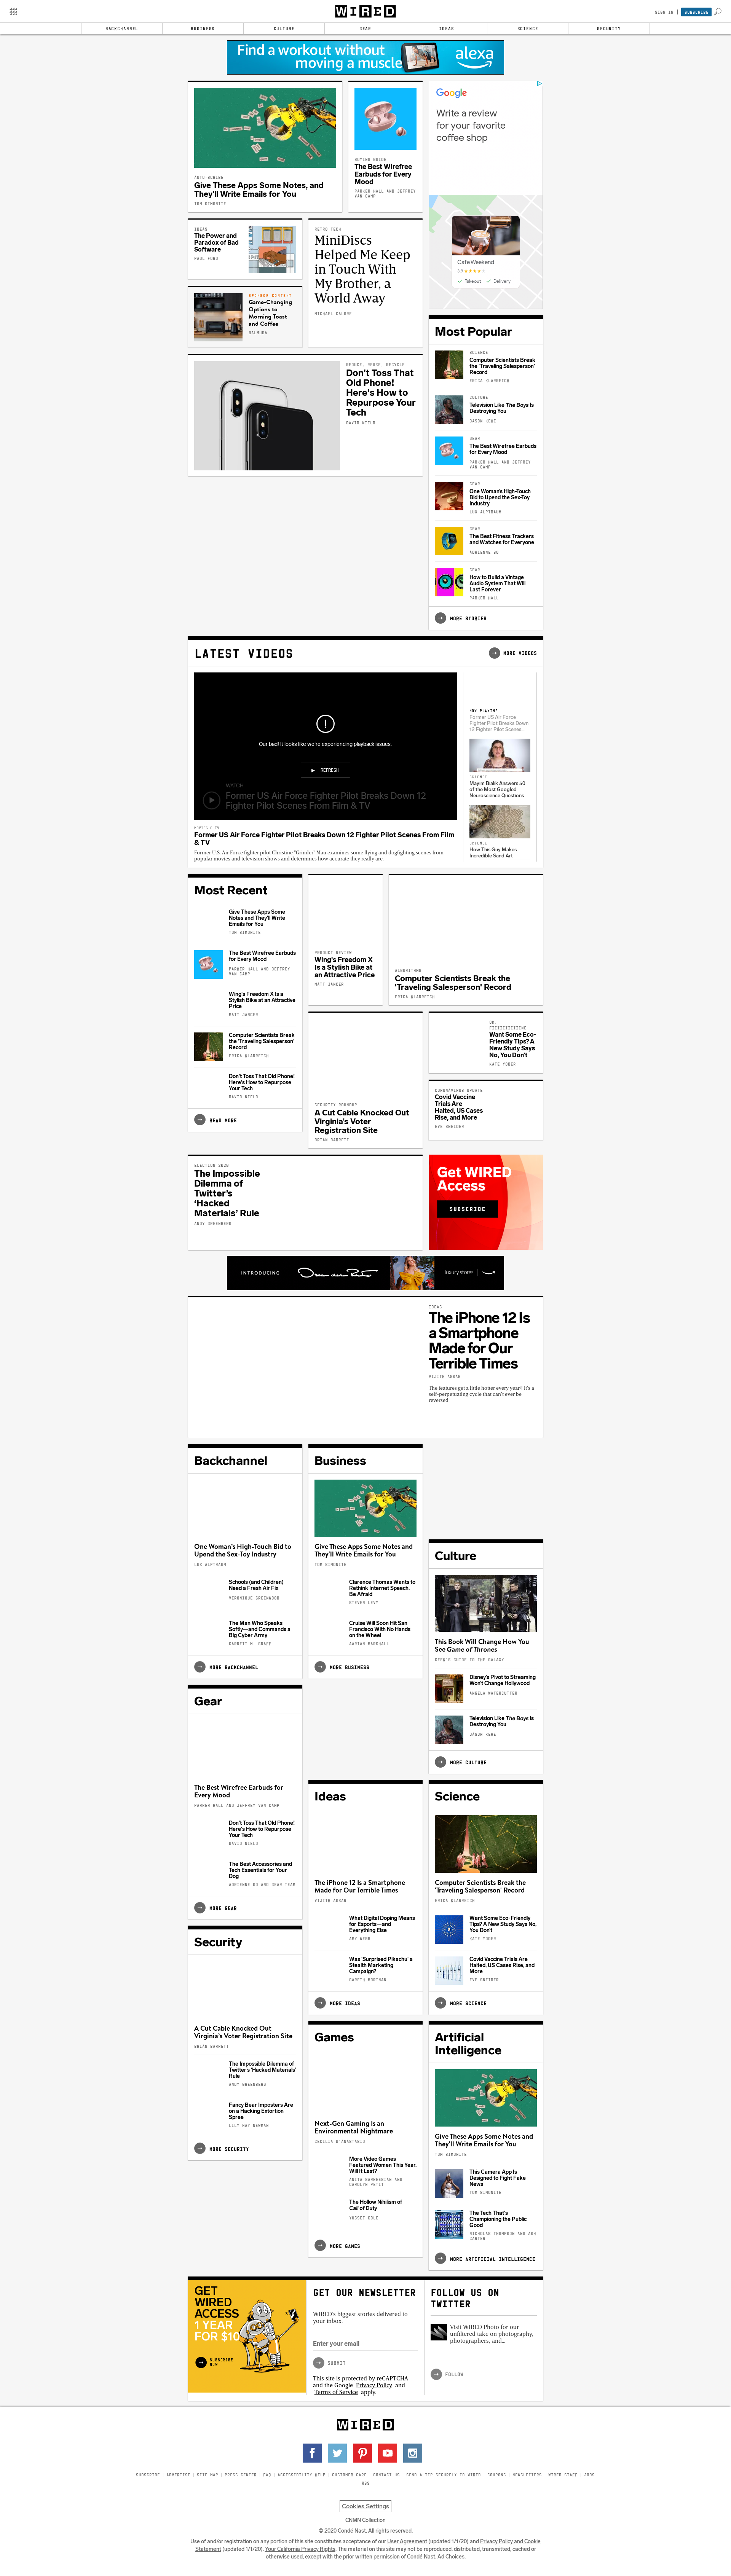 WIRED
SIGN IN | SUBSCRIBE
BACKCHANNEL BUSINESS CULTURE GEAR IDEAS SCIENCE SECURITY
Find a workout without
moving a muscle
alexa
AUTO-SCRIBE
Give These Apps Some Notes, and
They'll Write Emails for You
TOM SIMONITE
BUYING GUIDE
The Best Wirefree
Earbuds for Every
Mood
PARKER HALL AND JEFFREY
VAN CAMP
Google
Write a review
for your favorite
coffee shop
Cafe Weekend
Takeout Delivery
IDEAS
The Power and
Paradox of Bad
Software
PAUL FORD
SPONSOR CONTENT
Game-Changing
Options to
Morning Toast
and Coffee
BALMUDA
RETRO TECH
MiniDiscs
Helped Me Keep
in Touch With
My Brother, a
World Away
MICHAEL CALORE
REDUCE, REUSE, RECYCLE
Don't Toss That
Old Phone!
Here's How to
Repurpose Your
Tech
DAVID NIELD
Most Popular
SCIENCE
Computer Scientists Break
the 'Traveling Salesperson'
Record
ERICA KLARREICH
CULTURE
Television Like The Boys Is
Destroying You
JASON KEHE
GEAR
The Best Wirefree Earbuds
for Every Mood
PARKER HALL AND JEFFREY
VAN CAMP
GEAR
One Woman's High-Touch
Bid to Upend the Sex-Toy
Industry
LUX ALPTRAUM
GEAR
The Best Fitness Trackers
and Watches for Everyone
ADRIENNE SO
GEAR
How to Build a Vintage
Audio System That Will
Last Forever
PARKER HALL
MORE STORIES
LATEST VIDEOS
MORE VIDEOS
Our bad! It looks like we're experiencing playback issues.
REFRESH
WATCH
Former US Air Force Fighter Pilot Breaks Down 12
Fighter Pilot Scenes From Film & TV
MOVIES & TV
Former US Air Force Fighter Pilot Breaks Down 12 Fighter Pilot Scenes From Film
& TV
Former U.S. Air Force fighter pilot Christine "Grinder" Mau examines some flying and dogfighting scenes from
popular movies and television shows and determines how accurate they really are.
NOW PLAYING
Former US Air Force
Fighter Pilot Breaks Down
12 Fighter Pilot Scenes...
SCIENCE
Mayim Bialik Answers 50
of the Most Googled
Neuroscience Questions
SCIENCE
How This Guy Makes
Incredible Sand Art
Most Recent
Give These Apps Some
Notes and They'll Write
Emails for You
TOM SIMONITE
The Best Wirefree Earbuds
for Every Mood
PARKER HALL AND JEFFREY
VAN CAMP
Wing's Freedom X Is a
Stylish Bike at an Attractive
Price
MATT JANCER
Computer Scientists Break
the 'Traveling Salesperson'
Record
ERICA KLARREICH
Don't Toss That Old Phone!
Here's How to Repurpose
Your Tech
DAVID NIELD
READ MORE
PRODUCT REVIEW
Wing's Freedom X
Is a Stylish Bike at
an Attractive Price
MATT JANCER
ALGORITHMS
Computer Scientists Break the
'Traveling Salesperson' Record
ERICA KLARREICH
SECURITY ROUNDUP
A Cut Cable Knocked Out
Virginia's Voter
Registration Site
BRIAN BARRETT
Want Some Eco-
Friendly Tips? A
New Study Says
No, You Don't
KATE YODER
CORONAVIRUS UPDATE
Covid Vaccine
Trials Are
Halted, US Cases
Rise, and More
EVE SNEIDER
ELECTION 2020
The Impossible
Dilemma of
Twitter's
'Hacked
Materials' Rule
ANDY GREENBERG
Get WIRED
Access
SUBSCRIBE
INTRODUCING Oscar de la Renta luxury stores
IDEAS
The iPhone 12 Is
a Smartphone
Made for Our
Terrible Times
VIJITH ASSAR
The features get a little better every year? It's a
self-perpetuating cycle that can't ever be
reversed.
Backchannel
One Woman's High-Touch Bid to
Upend the Sex-Toy Industry
LUX ALPTRAUM
Schools (and Children)
Need a Fresh Air Fix
VERONIQUE GREENWOOD
The Man Who Speaks
Softly—and Commands a
Big Cyber Army
GARRETT M. GRAFF
MORE BACKCHANNEL
Business
Give These Apps Some Notes and
They'll Write Emails for You
TOM SIMONITE
Clarence Thomas Wants to
Rethink Internet Speech.
Be Afraid
STEVEN LEVY
Cruise Will Soon Hit San
Francisco With No Hands
on the Wheel
AARIAN MARSHALL
MORE BUSINESS
Culture
This Book Will Change How You
See Game of Thrones
GEEK'S GUIDE TO THE GALAXY
Disney's Pivot to Streaming
Won't Change Hollywood
ANGELA WATERCUTTER
Television Like The Boys Is
Destroying You
JASON KEHE
MORE CULTURE
Gear
The Best Wirefree Earbuds for
Every Mood
PARKER HALL AND JEFFREY VAN CAMP
Don't Toss That Old Phone!
Here's How to Repurpose
Your Tech
DAVID NIELD
The Best Accessories and
Tech Essentials for Your
Dog
ADRIENNE SO AND GEAR TEAM
MORE GEAR
Ideas
The iPhone 12 Is a Smartphone
Made for Our Terrible Times
VIJITH ASSAR
What Digital Doping Means
for Esports—and
Everything Else
AMY WEBB
Was 'Surprised Pikachu' a
Stealth Marketing
Campaign?
GARETH MORINAN
MORE IDEAS
Science
Computer Scientists Break the
'Traveling Salesperson' Record
ERICA KLARREICH
Want Some Eco-Friendly
Tips? A New Study Says No,
You Don't
KATE YODER
Covid Vaccine Trials Are
Halted, US Cases Rise, and
More
EVE SNEIDER
MORE SCIENCE
Security
A Cut Cable Knocked Out
Virginia's Voter Registration Site
BRIAN BARRETT
The Impossible Dilemma of
Twitter's 'Hacked Materials'
Rule
ANDY GREENBERG
Fancy Bear Imposters Are
on a Hacking Extortion
Spree
LILY HAY NEWMAN
MORE SECURITY
Games
Next-Gen Gaming Is an
Environmental Nightmare
CECILIA D'ANASTASIO
More Video Games
Featured Women This Year.
Will It Last?
ANITA SARKEESIAN AND
CAROLYN PETIT
The Hollow Nihilism of
Call of Duty
YUSSEF COLE
MORE GAMES
Artificial
Intelligence
Give These Apps Some Notes and
They'll Write Emails for You
TOM SIMONITE
This Camera App Is
Designed to Fight Fake
News
TOM SIMONITE
The Tech That's
Championing the Public
Good
NICHOLAS THOMPSON AND ASH
CARTER
MORE ARTIFICIAL INTELLIGENCE
GET
WIRED
ACCESS
1 YEAR
FOR $10
SUBSCRIBE
NOW
GET OUR NEWSLETTER
WIRED's biggest stories delivered to
your inbox.
Enter your email
SUBMIT
This site is protected by reCAPTCHA
and the Google Privacy Policy and
Terms of Service apply.
FOLLOW US ON
TWITTER
Visit WIRED Photo for our
unfiltered take on photography,
photographers, and...
FOLLOW
WIRED
SUBSCRIBE | ADVERTISE | SITE MAP | PRESS CENTER | FAQ | ACCESSIBILITY HELP | CUSTOMER CARE | CONTACT US | SEND A TIP SECURELY TO WIRED | COUPONS | NEWSLETTERS | WIRED STAFF | JOBS |
RSS
Cookies Settings
CNMN Collection
© 2020 Condé Nast. All rights reserved.
Use of and/or registration on any portion of this site constitutes acceptance of our User Agreement (updated 1/1/20) and Privacy Policy and Cookie
Statement (updated 1/1/20). Your California Privacy Rights. The material on this site may not be reproduced, distributed, transmitted, cached or
otherwise used, except with the prior written permission of Condé Nast. Ad Choices.